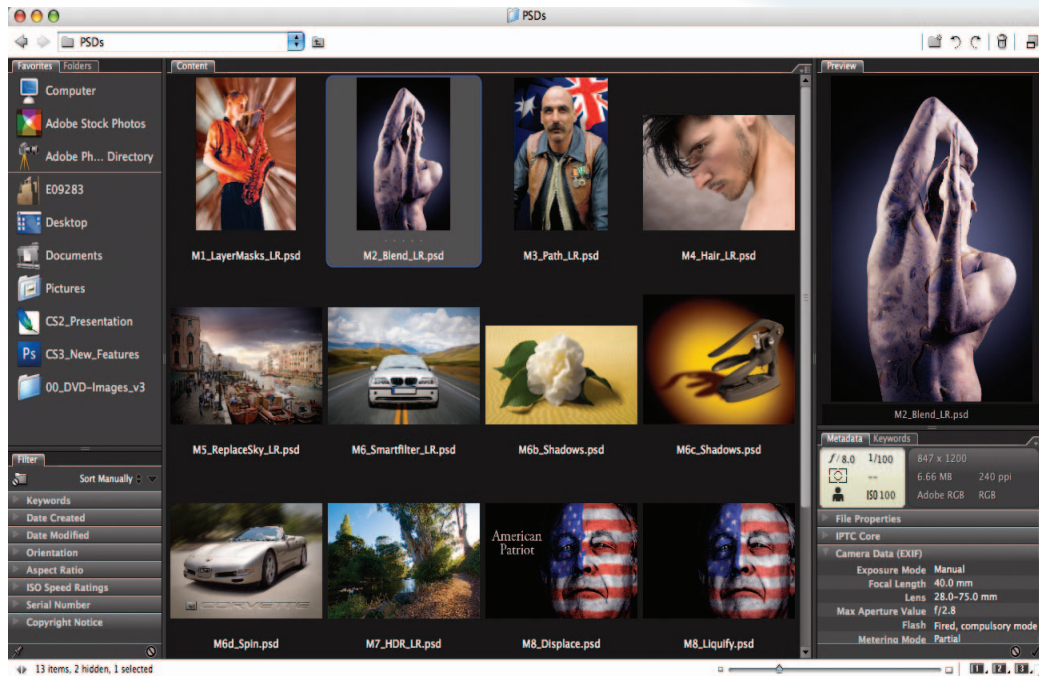 PSDs
PSDs
Favorites Folders
Computer
Adobe Stock Photos
Adobe Ph... Directory
E09283
Desktop
Documents
Pictures
CS2_Presentation
Ps CS3_New_Features
00_DVD-Images_v3
Filter
Sort Manually
Keywords
Date Created
Date Modified
Orientation
Aspect Ratio
ISO Speed Ratings
Serial Number
Copyright Notice
Content
M1_LayerMasks_LR.psd
M2_Blend_LR.psd
M3_Path_LR.psd
M4_Hair_LR.psd
M5_ReplaceSky_LR.psd
M6_Smartfilter_LR.psd
M6b_Shadows.psd
M6c_Shadows.psd
CORVETTE
American
Patriot
M6d_Spin.psd
M7_HDR_LR.psd
M8_Displace.psd
M8_Liquify.psd
Preview
M2_Blend_LR.psd
Metadata Keywords
f/8.0 1/100
--
ISO 100
847 x 1200
6.66 MB 240 ppi
Adobe RGB RGB
File Properties
IPTC Core
Camera Data (EXIF)
Exposure Mode Manual
Focal Length 40.0 mm
Lens 28.0-75.0 mm
Max Aperture Value f/2.8
Flash Fired, compulsory mode
Metering Mode Partial
13 items, 2 hidden, 1 selected
1 2 3